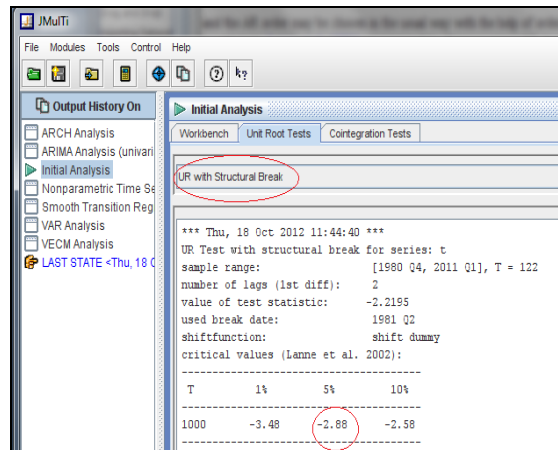 JMulTi
File Modules Tools Control Help
Output History On
ARCH Analysis
ARIMA Analysis (univari
Initial Analysis
Nonparametric Time Se
Smooth Transition Reg
VAR Analysis
VECM Analysis
LAST STATE <Thu, 18 O
Initial Analysis
Workbench Unit Root Tests Cointegration Tests
UR with Structural Break
*** Thu, 18 Oct 2012 11:44:40 ***
UR Test with structural break for series: t
sample range: [1980 Q4, 2011 Q1], T = 122
number of lags (1st diff): 2
value of test statistic: -2.2195
used break date: 1981 Q2
shiftfunction: shift dummy
critical values (Lanne et al. 2002):
T 1% 5% 10%
1000 -3.48 -2.88 -2.58